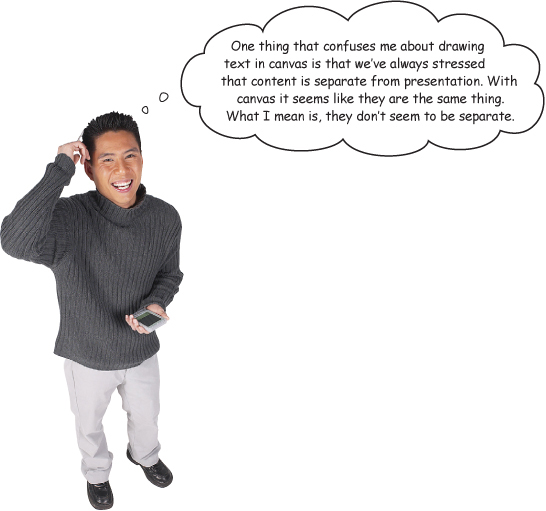 One thing that confuses me about drawing
text in canvas is that we've always stressed
that content is separate from presentation. With
canvas it seems like they are the same thing.
What I mean is, they don't seem to be separate.